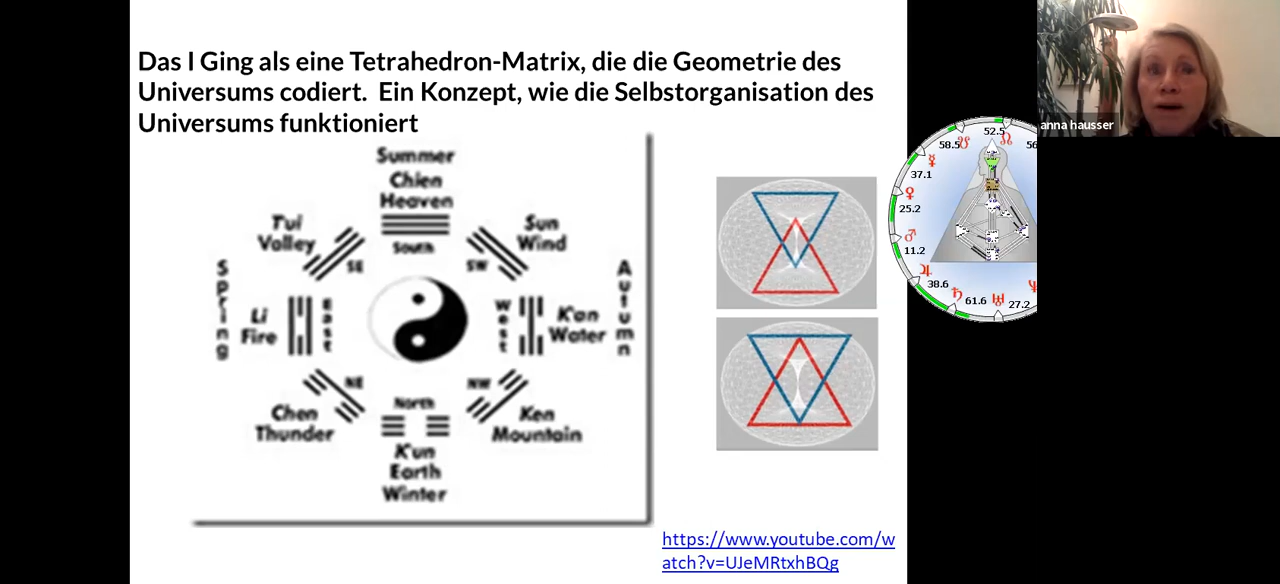 Das I Ging als eine Tetrahedron-Matrix, die die Geometrie des
Universums codiert. Ein Konzept, wie die Selbstorganisation des
Universums funktioniert
Summer
Chien
Heaven
South
Tui
Valley
SE
Sun
Wind
SW
Spring
Li
Fire
East
West
K'an
Water
Autumn
NE
Chen
Thunder
NW
Ken
Mountain
North
K'un
Earth
Winter
https://www.youtube.com/w
atch?v=UJeMRtxhBQg
anna hausser
52.5
58.5
56
37.1
25.2
11.2
38.6
61.6
27.2